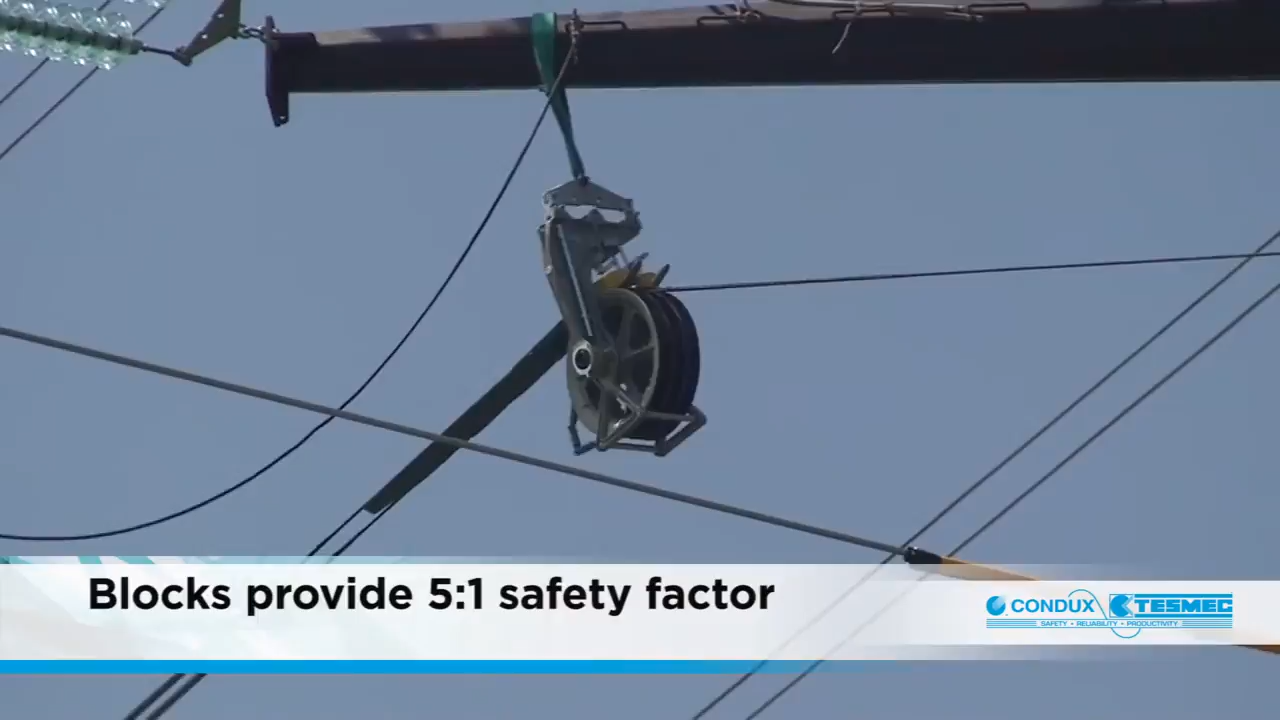 Blocks provide 5:1 safety factor
CONDUX TESMEC
SAFETY • RELIABILITY • PRODUCTIVITY